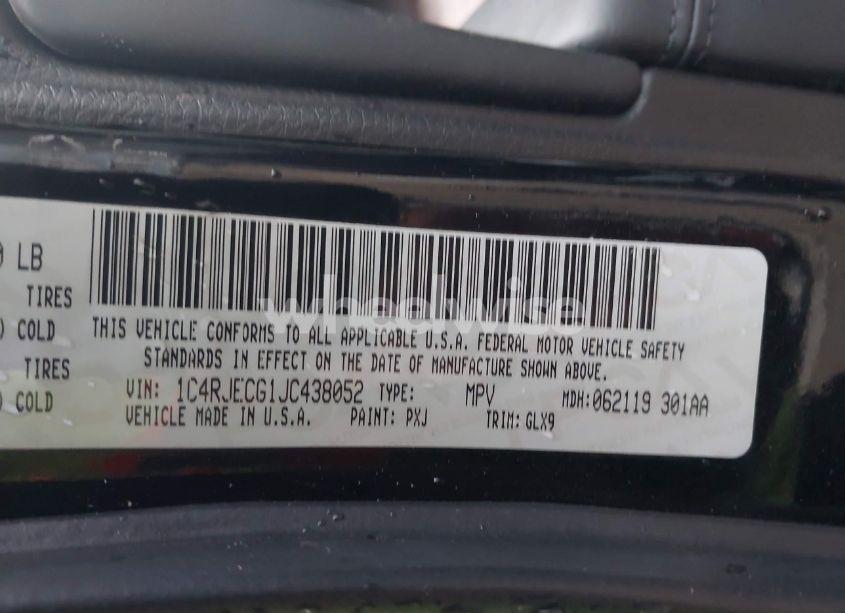 LB
TIRES
COLD
TIRES
COLD
THIS VEHICLE CONFORMS TO ALL APPLICABLE U.S.A. FEDERAL MOTOR VEHICLE SAFETY
STANDARDS IN EFFECT ON THE DATE OF MANUFACTURE SHOWN ABOVE.
VIN: 1C4RJECG1JC438052 TYPE: MPV MDH:062119 301AA
VEHICLE MADE IN U.S.A. PAINT: PXJ TRIM: GLX9
wheelwise